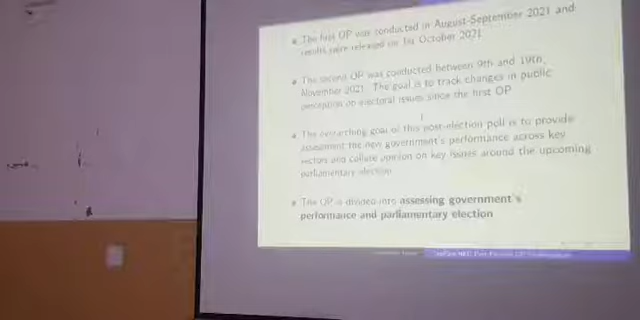 • The first OP was conducted in August-September 2021 and
results were released on 1st October 2021
• The second OP was conducted between 9th and 19th,
November 2021. The goal is to track changes in public
perception on electoral issues since the first OP
• The overarching goal of this post-election poll is to provide
assessment the new government's performance across key
sectors and collate opinion on key issues around the upcoming
parliamentary election
• The OP is divided into assessing government's
performance and parliamentary election